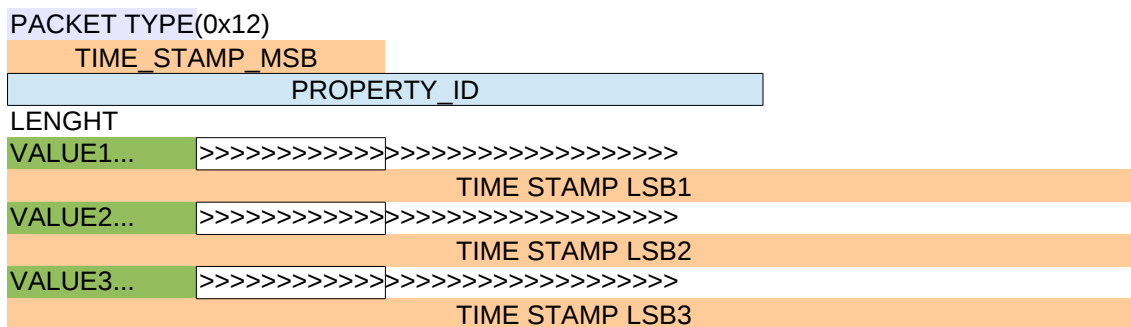 PACKET TYPE(0x12)
TIME_STAMP_MSB
PROPERTY_ID
LENGHT
VALUE1... >>>>>>>>>>>>>>>>>>>>>>>>>>>>>>>
TIME STAMP LSB1
VALUE2... >>>>>>>>>>>>>>>>>>>>>>>>>>>>>>>
TIME STAMP LSB2
VALUE3... >>>>>>>>>>>>>>>>>>>>>>>>>>>>>>>
TIME STAMP LSB3